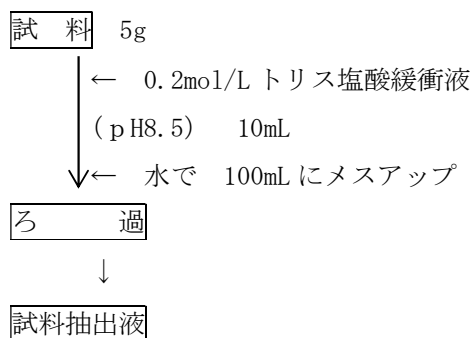 試　料　5g
←　0.2mol/L トリス塩酸緩衝液
(ｐH8.5)　10mL
←　水で　100mL にメスアップ
ろ　　過
↓
試料抽出液